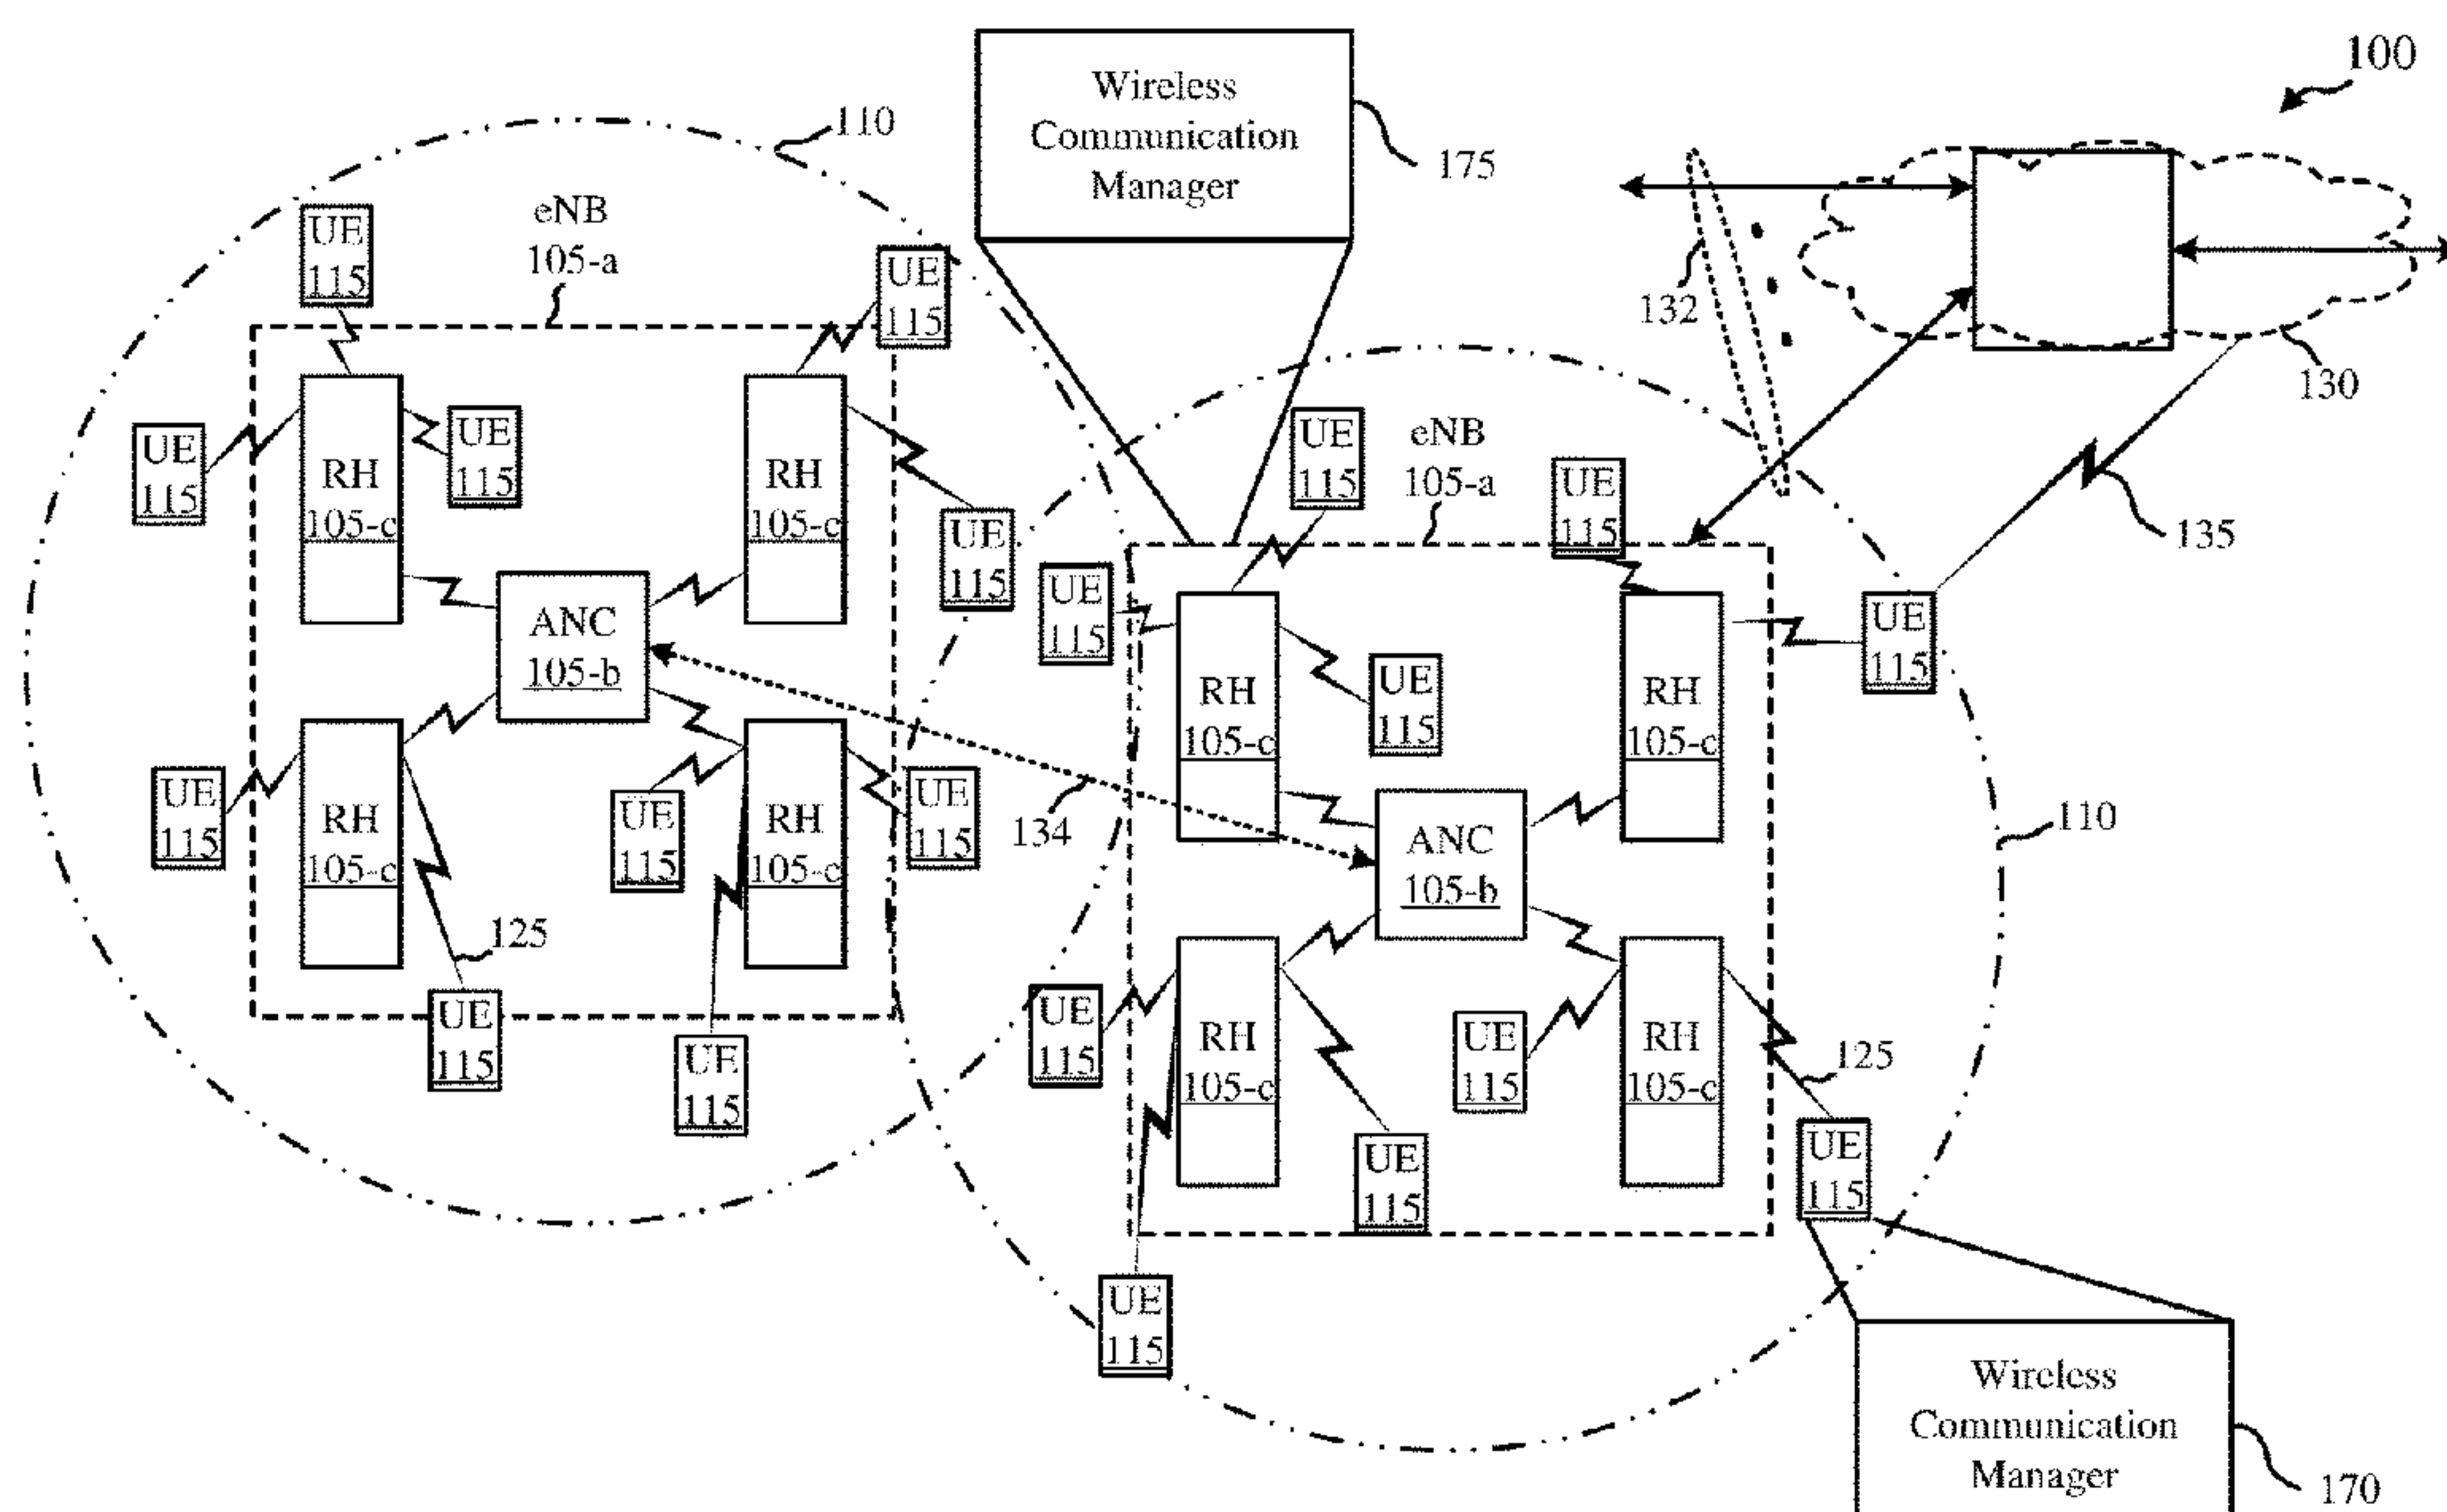 100
Wireless
Communication
Manager
175
110
eNB
105-a
UE
115
UE
115
132
130
UE
115
UE
115
RH
105-c
RH
105-c
UE
115
eNB
105-a
UE
115
UE
115
135
UE
115
UE
115
ANC
105-b
RH
105-c
UE
115
RH
105-c
UE
115
UE
115
RH
105-c
UE
115
RH
105-c
UE
115
134
ANC
105-b
110
125
UE
115
UE
115
UE
115
RH
105-c
UE
115
RH
105-c
125
UE
115
UE
115
UE
115
Wireless
Communication
Manager
170